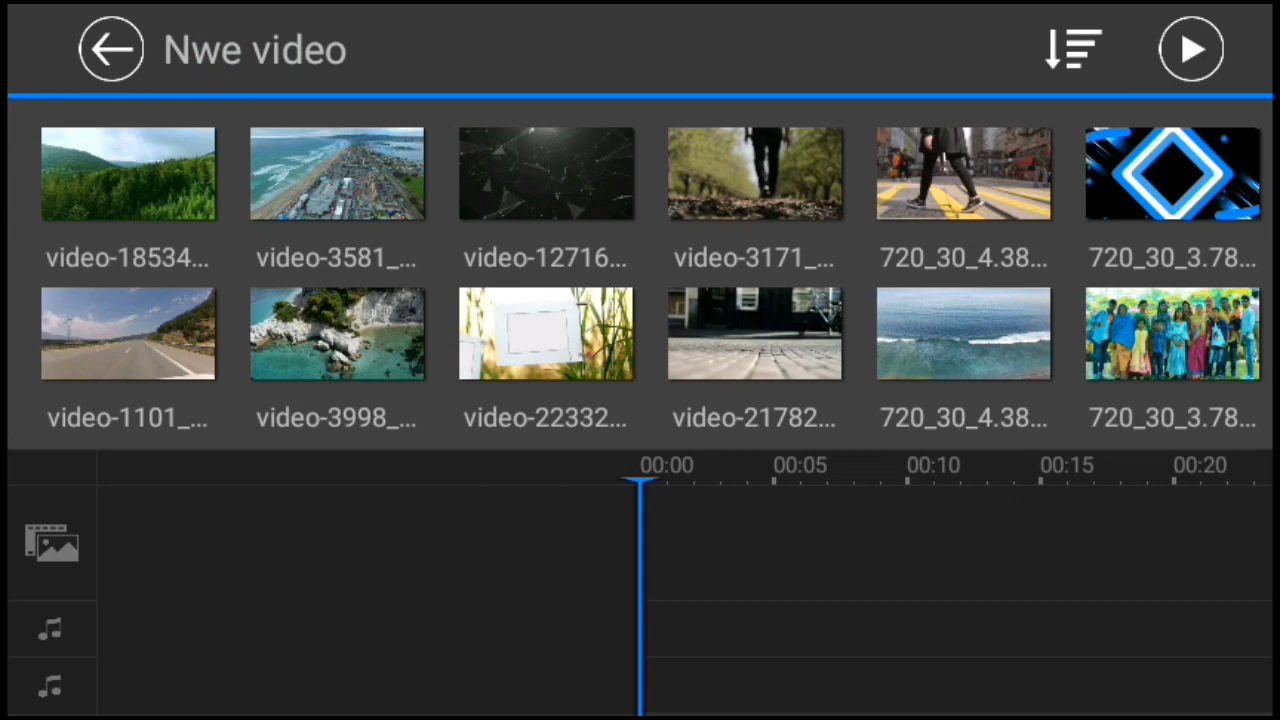 Nwe video
video-18534...
video-3581_...
video-12716...
video-3171_...
720_30_4.38...
720_30_3.78...
video-1101_...
video-3998_...
video-22332...
video-21782...
720_30_4.38...
720_30_3.78...
00:00
00:05
00:10
00:15
00:20